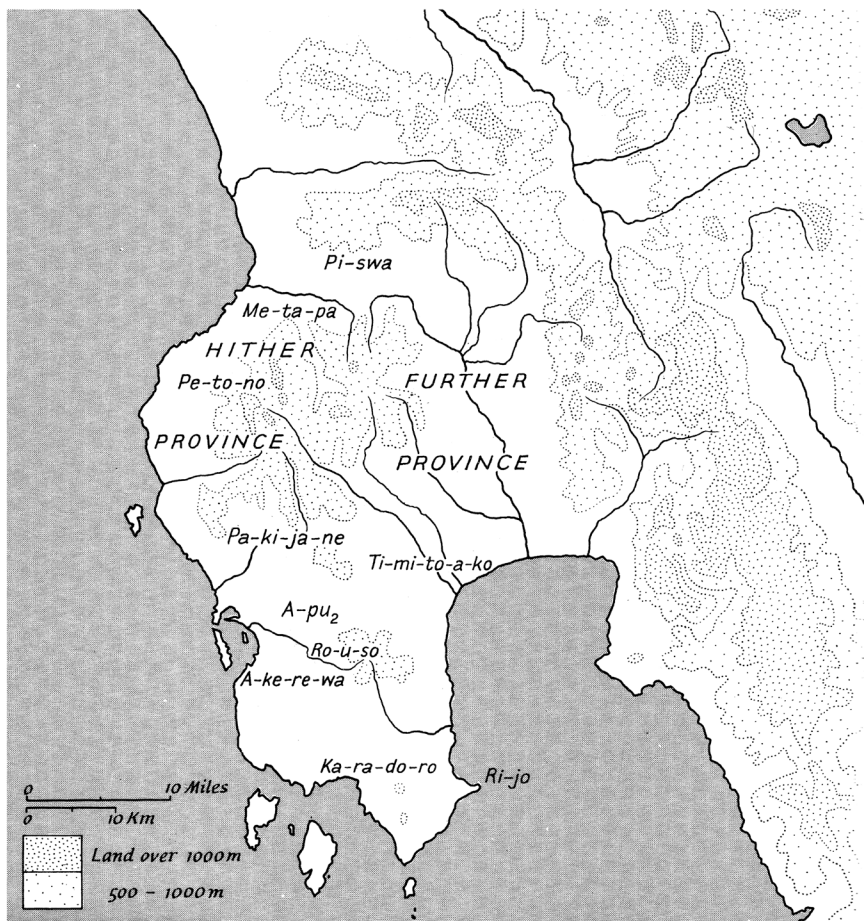 Pi-swa
Me-ta-pa
HITHER
Pe-to-no
FURTHER
PROVINCE
PROVINCE
Pa-ki-ja-ne
Ti-mi-to-a-ko
A-pu₂
Ro-u-so
A-ke-re-wa
Ka-ra-do-ro
Ri-jo
0 10 Miles
0 10 Km
Land over 1000m
500 - 1000m